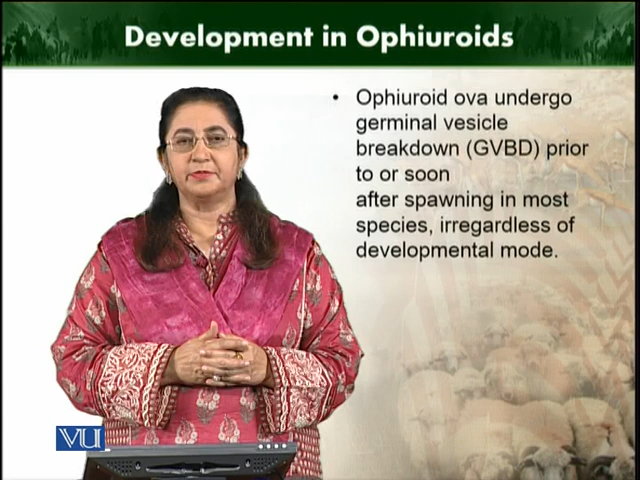 Development in Ophiuroids
• Ophiuroid ova undergo
germinal vesicle
breakdown (GVBD) prior
to or soon
after spawning in most
species, irregardless of
developmental mode.
VU